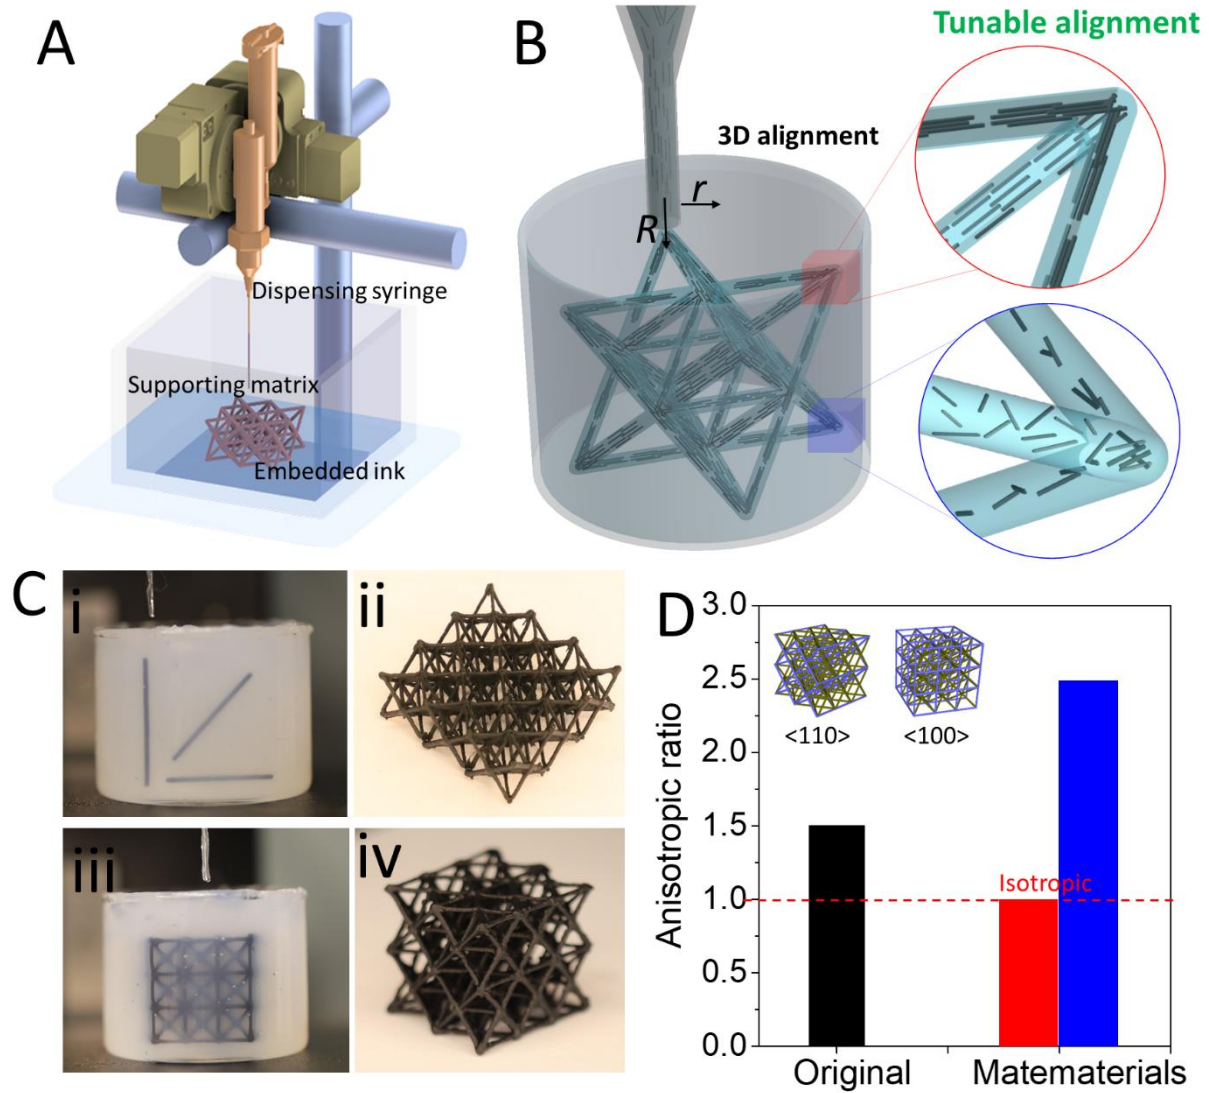 A
Dispensing syringe
Supporting matrix
Embedded ink
B
Tunable alignment
3D alignment
r
R
C
i
ii
iii
iv
D
3.0
2.5
2.0
1.5
1.0
0.5
0.0
Anisotropic ratio
<110>
<100>
Isotropic
Original
Matematerials